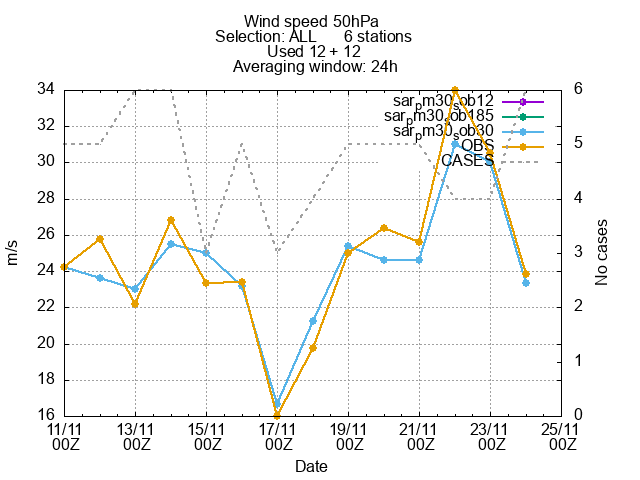 Wind speed 50hPa
Selection: ALL 6 stations
Used 12 + 12
Averaging window: 24h
34
32
30
28
26
24
22
20
18
16
m/s
6
5
4
3
2
1
0
No cases
sar_pm30_sob12
sar_pm30_sob185
sar_pm30_sob30
OBS
CASES
11/11 13/11 15/11 17/11 19/11 21/11 23/11 25/11
00Z 00Z 00Z 00Z 00Z 00Z 00Z 00Z
Date